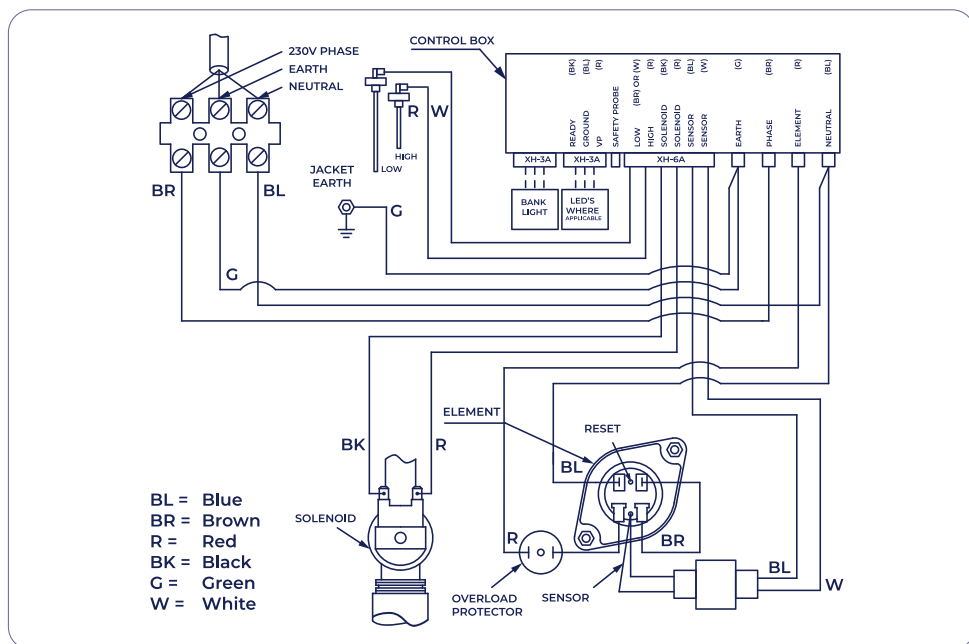 230V PHASE
EARTH
NEUTRAL
CONTROL BOX
(BK)
(BL)
(R)
(BR) OR (W)
(R)
(BK)
(R)
(BL)
(W)
(G)
(BR)
(R)
(BL)
READY
GROUND
VP
SAFETY PROBE
LOW
HIGH
SOLENOID
SOLENOID
SENSOR
SENSOR
EARTH
PHASE
ELEMENT
NEUTRAL
XH-3A
XH-3A
XH-6A
R
W
HIGH
LOW
BR
BL
JACKET
EARTH
G
BANK
LIGHT
LED'S
WHERE
APPLICABLE
G
ELEMENT
RESET
BK
R
BL
SOLENOID
R
BR
OVERLOAD
PROTECTOR
SENSOR
BL
W
BL = Blue
BR = Brown
R = Red
BK = Black
G = Green
W = White